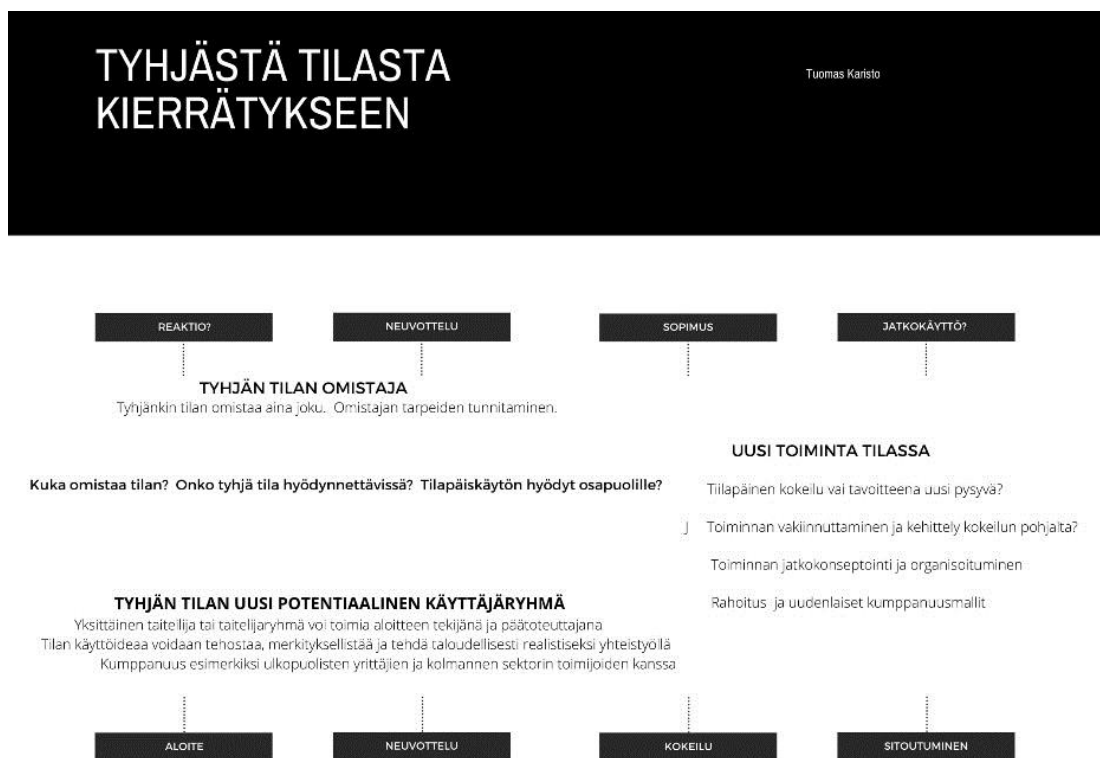 TYHJÄSTÄ TILASTA
KIERRÄTYKSEEN
Tuomas Karisto
REAKTIO?
NEUVOTTELU
SOPIMUS
JATKOKÄYTTÖ?
TYHJÄN TILAN OMISTAJA
Tyhjänkin tilan omistaa aina joku. Omistajan tarpeiden tunnitaminen.
Kuka omistaa tilan? Onko tyhjä tila hyödynnettävissä? Tilapäiskäytön hyödyt osapuolille?
UUSI TOIMINTA TILASSA
Tiilapäinen kokeilu vai tavoitteena uusi pysyvä?
J Toiminnan vakiinnuttaminen ja kehittely kokeilun pohjalta?
Toiminnan jatkokonseptointi ja organisoituminen
Rahoitus ja uudenlaiset kumppanuusmallit
TYHJÄN TILAN UUSI POTENTIAALINEN KÄYTTÄJÄRYHMÄ
Yksittäinen taiteilija tai taitelijaryhmä voi toimia aloitteen tekijänä ja päätoteuttajana
Tilan käyttöideaa voidaan tehostaa, merkityksellistää ja tehdä taloudellisesti realistiseksi yhteistyöllä
Kumppanuus esimerkiksi ulkopuolisten yrittäjien ja kolmannen sektorin toimijoiden kanssa
ALOITE
NEUVOTTELU
KOKEILU
SITOUTUMINEN